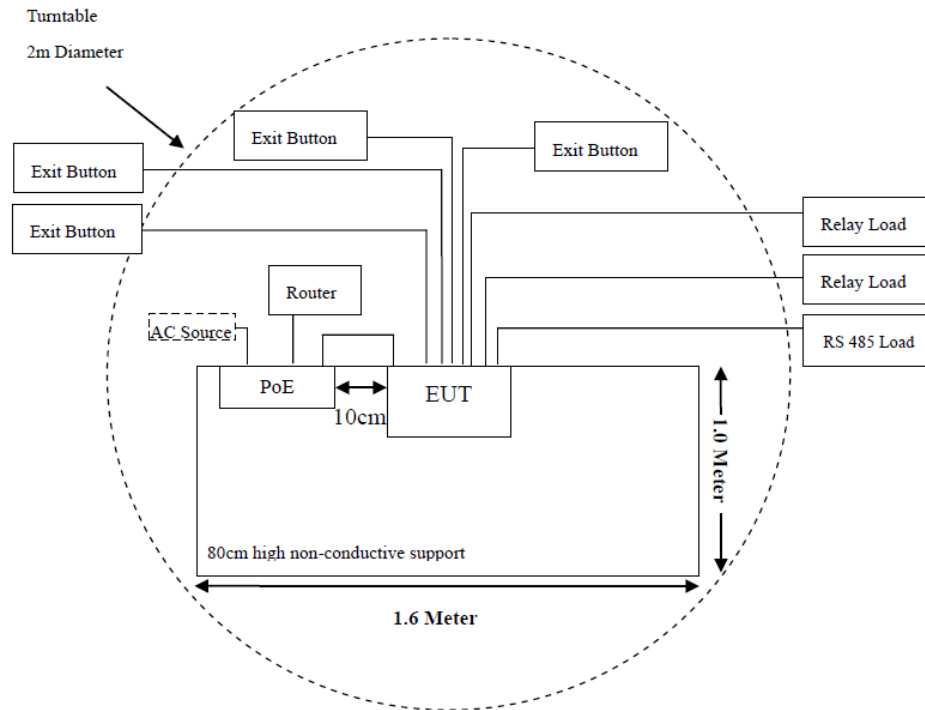 Turntable
2m Diameter
Exit Button
Exit Button
Exit Button
Exit Button
Relay Load
Relay Load
RS 485 Load
Router
AC Source
PoE
10cm
EUT
1.0 Meter
80cm high non-conductive support
1.6 Meter